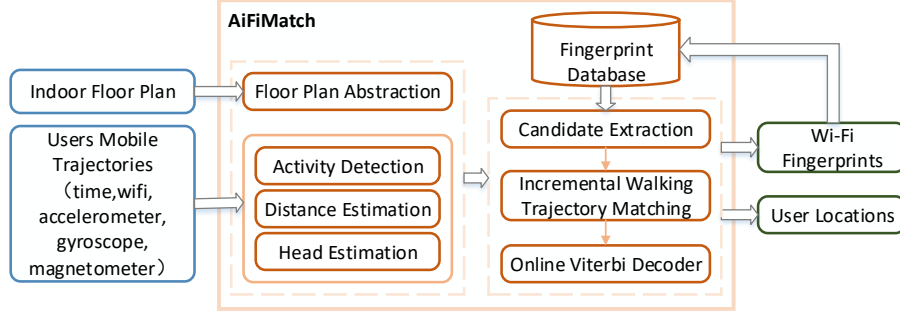 AiFiMatch
Indoor Floor Plan
Users Mobile
Trajectories
（time,wifi,
accelerometer,
gyroscope,
magnetometer）
Floor Plan Abstraction
Activity Detection
Distance Estimation
Head Estimation
Fingerprint
Database
Candidate Extraction
Incremental Walking
Trajectory Matching
Online Viterbi Decoder
Wi-Fi
Fingerprints
User Locations